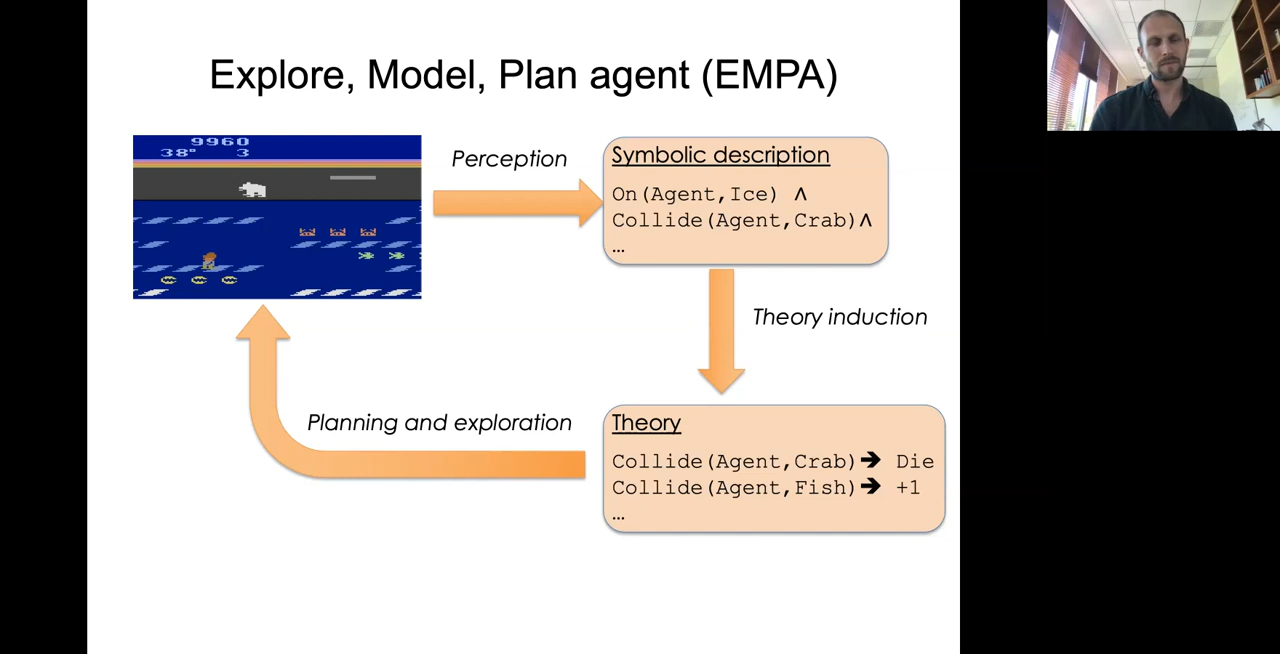 Explore, Model, Plan agent (EMPA)
9960
38° 3
Perception
Symbolic description
On(Agent,Ice) ∧
Collide(Agent,Crab)∧
…
Theory induction
Planning and exploration
Theory
Collide(Agent,Crab)➔ Die
Collide(Agent,Fish)➔ +1
…